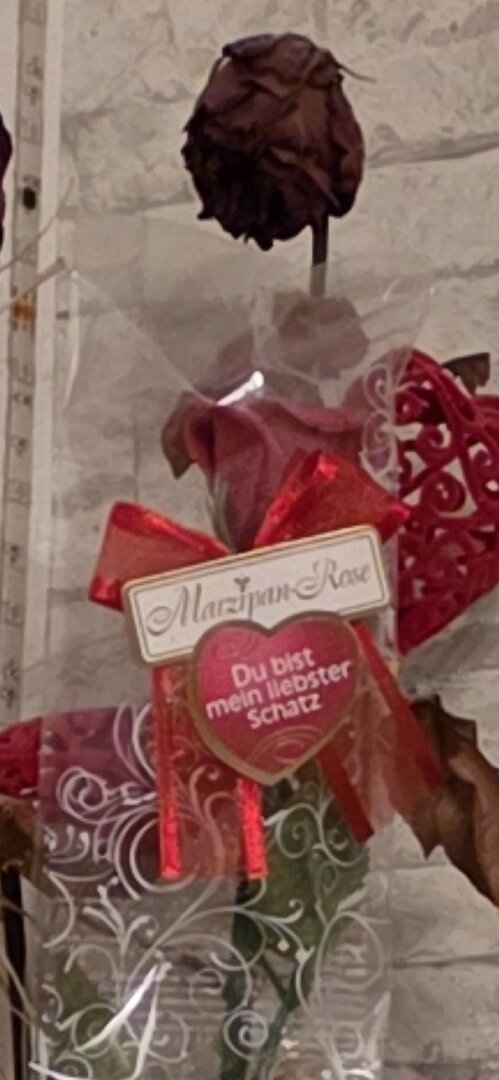 Marzipan-Rose
Du bist
mein liebster
Schatz